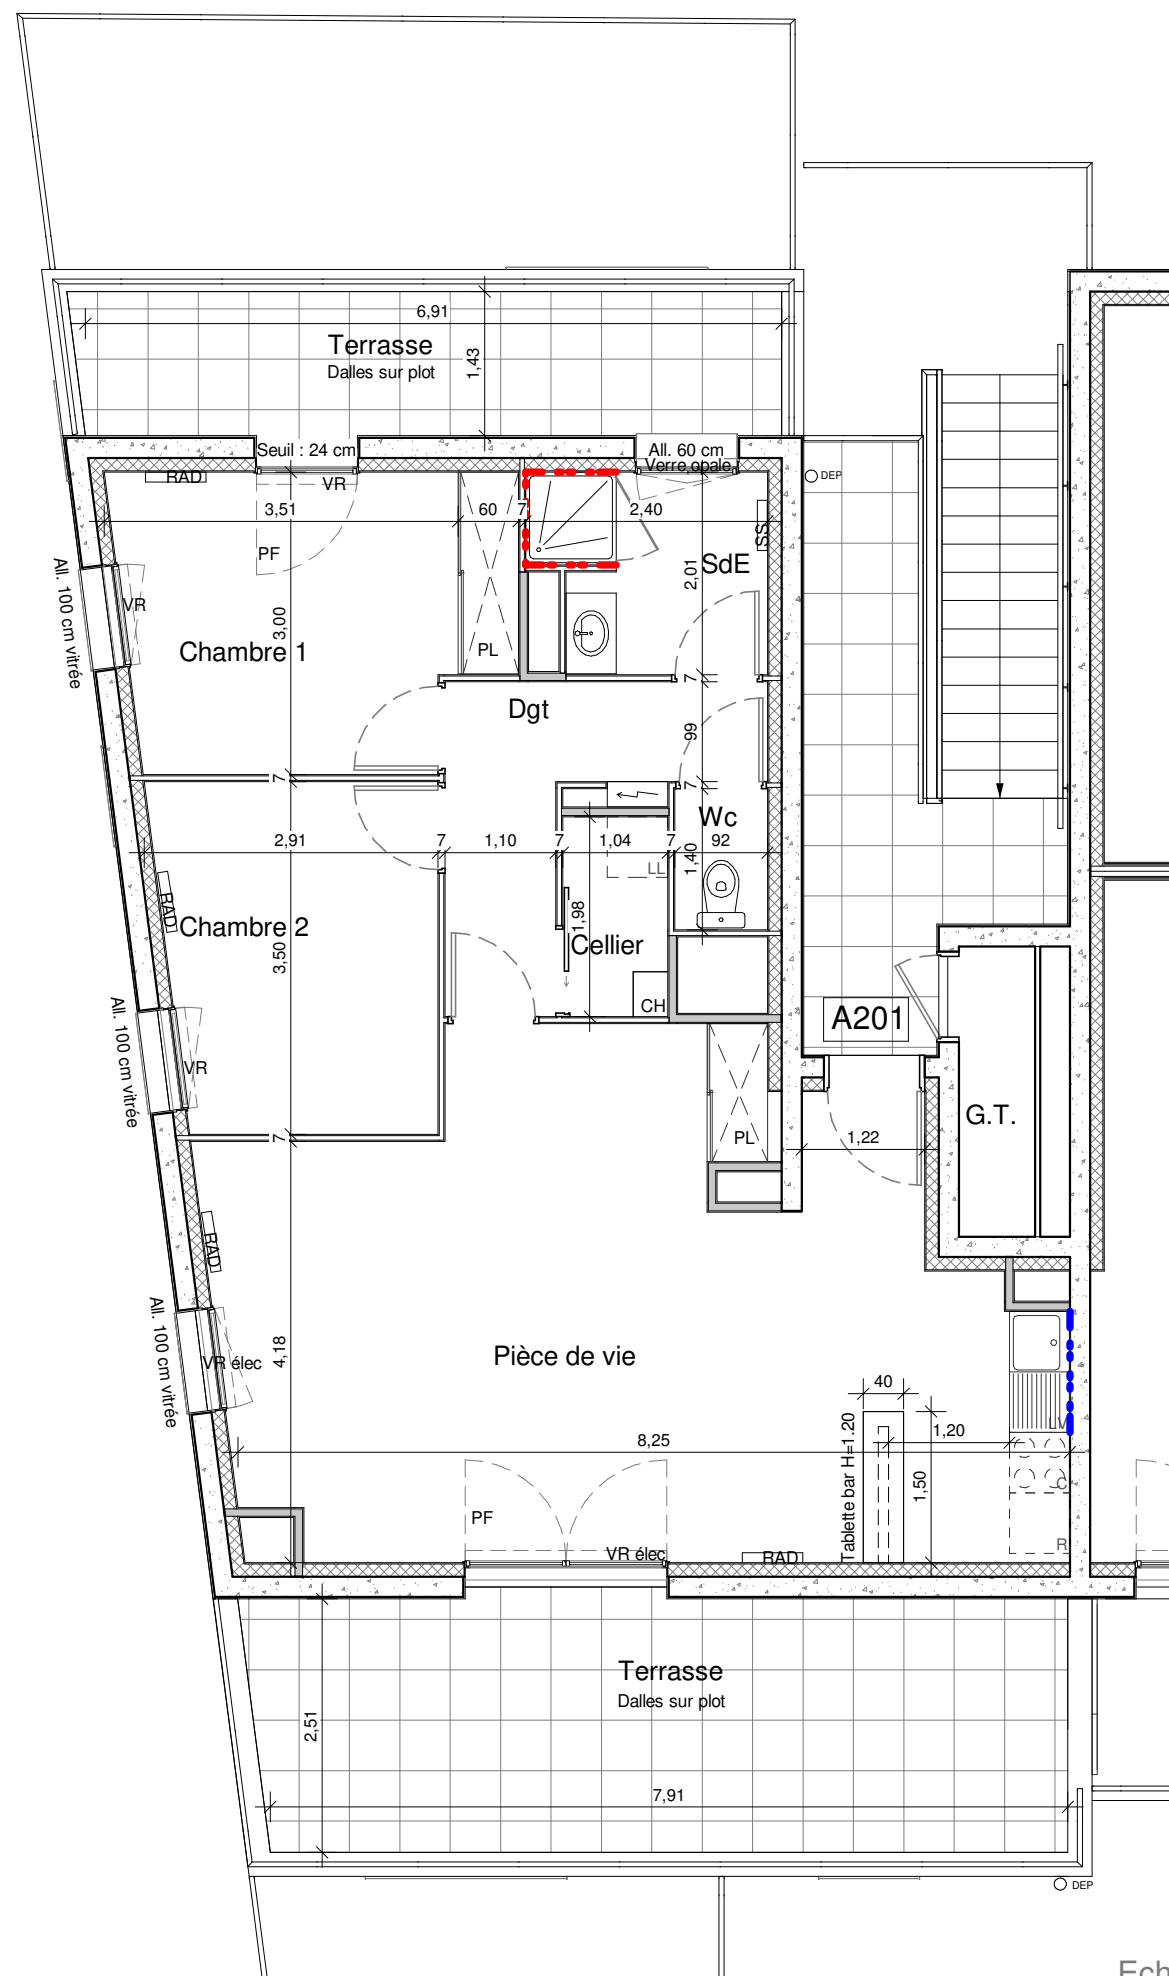 6,91
Terrasse
Dalles sur plot
1,43
Seuil : 24 cm
All. 60 cm
Verre opale
RAD
VR
DEP
3,51
60
7
2,40
SS
PF
SdE
2,01
All. 100 cm vitrée
VR
3,00
Chambre 1
PL
7
Dgt
99
7
7
Wc
2,91
7
1,10
7
1,04
7
92
1,40
LL
RAD
Chambre 2
3,50
1,98
Cellier
CH
A201
All. 100 cm vitrée
VR
G.T.
7
PL
1,22
RAD
All. 100 cm vitrée
VR élec
4,18
Pièce de vie
40
1,20
LV
8,25
Tablette bar H=1.20
1,50
C
PF
R
VR élec
RAD
Terrasse
Dalles sur plot
2,51
7,91
DEP